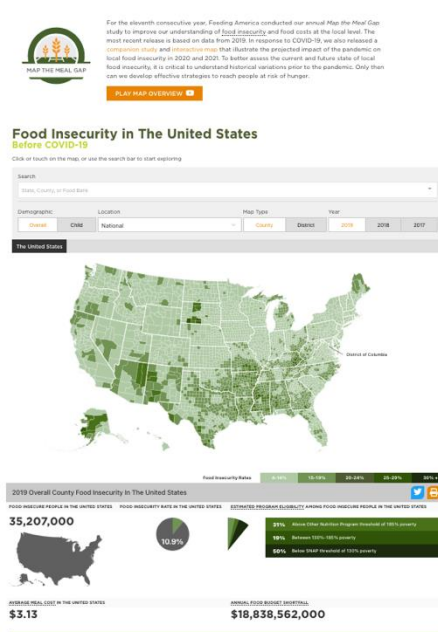 For the eleventh consecutive year, Feeding America conducted our annual Map the Meal Gap
study to improve our understanding of food insecurity and food costs at the local level. The
most recent release is based on data from 2019. In response to COVID-19, we also released a
companion study and interactive map that illustrate the projected impact of the pandemic on
local food insecurity in 2020 and 2021. To better assess the current and future state of local
food insecurity, it is critical to understand historical variations prior to the pandemic. Only then
can we develop effective strategies to reach people at risk of hunger.
MAP THE MEAL GAP
PLAY MAP OVERVIEW
Food Insecurity in The United States
Before COVID-19
Click or touch on the map, or use the search bar to start exploring
Search
State, County, or Food Bank
Demographic Location Map Type Year
Overall Child National County District 2019 2018 2017
The United States
District of Columbia
Food Insecurity Rates 15-19% 20-24% 25-29%
2019 Overall County Food Insecurity In The United States
FOOD INSECURE PEOPLE IN THE UNITED STATES FOOD INSECURITY RATE IN THE UNITED STATES ESTIMATED PROGRAM ELIGIBILITY AMONG FOOD INSECURE PEOPLE IN THE UNITED STATES
35,207,000
10.9%
31% Above Other Nutrition Program threshold of 185% poverty
19% Between 130%-185% poverty
50% Below SNAP threshold of 130% poverty
AVERAGE MEAL COST IN THE UNITED STATES ANNUAL FOOD BUDGET SHORTFALL
$3.13 $18,838,562,000